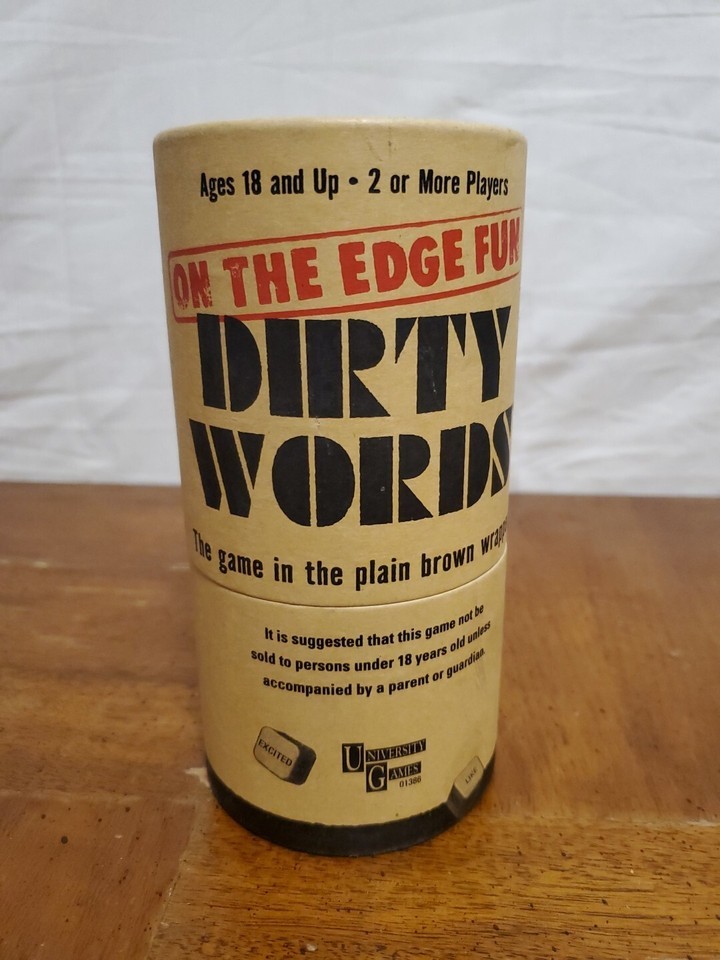 Ages 18 and Up • 2 or More Players
ON THE EDGE FUN
DIRTY
WORDS
The game in the plain brown
It is suggested that this game not be
sold to persons under 18 years old unless
accompanied by a parent or guardian.
EXCITED
UNIVERSITY
GAMES
01386